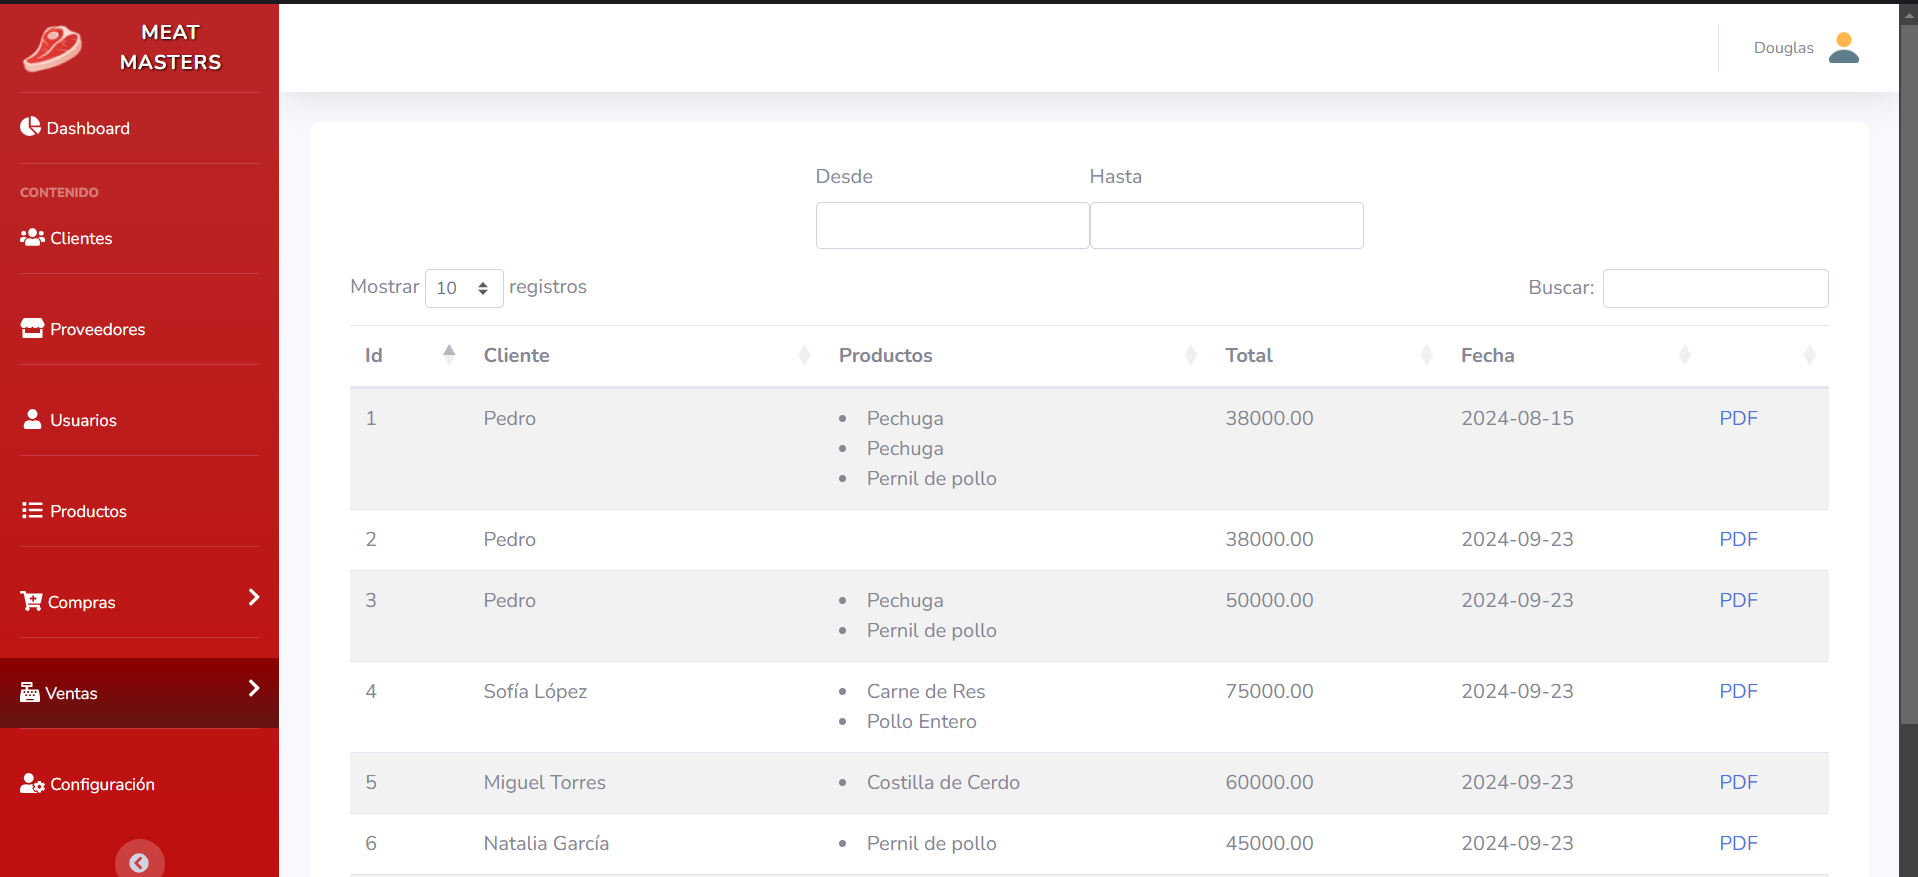 MEAT
MASTERS
Douglas
Dashboard
CONTENIDO
Clientes
Proveedores
Usuarios
Productos
Compras
Ventas
Configuración
Desde Hasta
Mostrar 10 registros Buscar:
Id Cliente Productos Total Fecha
1 Pedro • Pechuga 38000.00 2024-08-15 PDF
• Pechuga
• Pernil de pollo
2 Pedro 38000.00 2024-09-23 PDF
3 Pedro • Pechuga 50000.00 2024-09-23 PDF
• Pernil de pollo
4 Sofía López • Carne de Res 75000.00 2024-09-23 PDF
• Pollo Entero
5 Miguel Torres • Costilla de Cerdo 60000.00 2024-09-23 PDF
6 Natalia García • Pernil de pollo 45000.00 2024-09-23 PDF